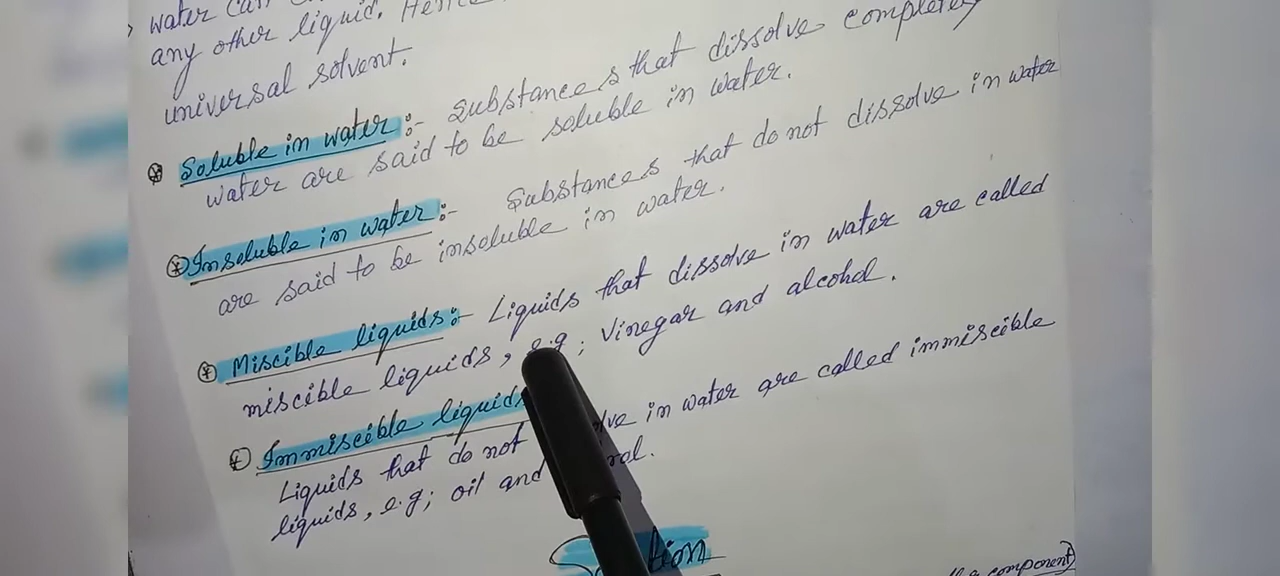 water can
any other liquid. Hence
universal solvent.
Soluble in water :- Substances that dissolve completely
water are said to be soluble in water.
Insoluble in water :- Substances that do not dissolve in water
are said to be insoluble in water.
Miscible liquids :- Liquids that dissolve in water are called
miscible liquids, e.g; Vinegar and alcohol.
Immiscible liquids
Liquids that do not in water are called immiscible
liquids, e.g; oil and
component)